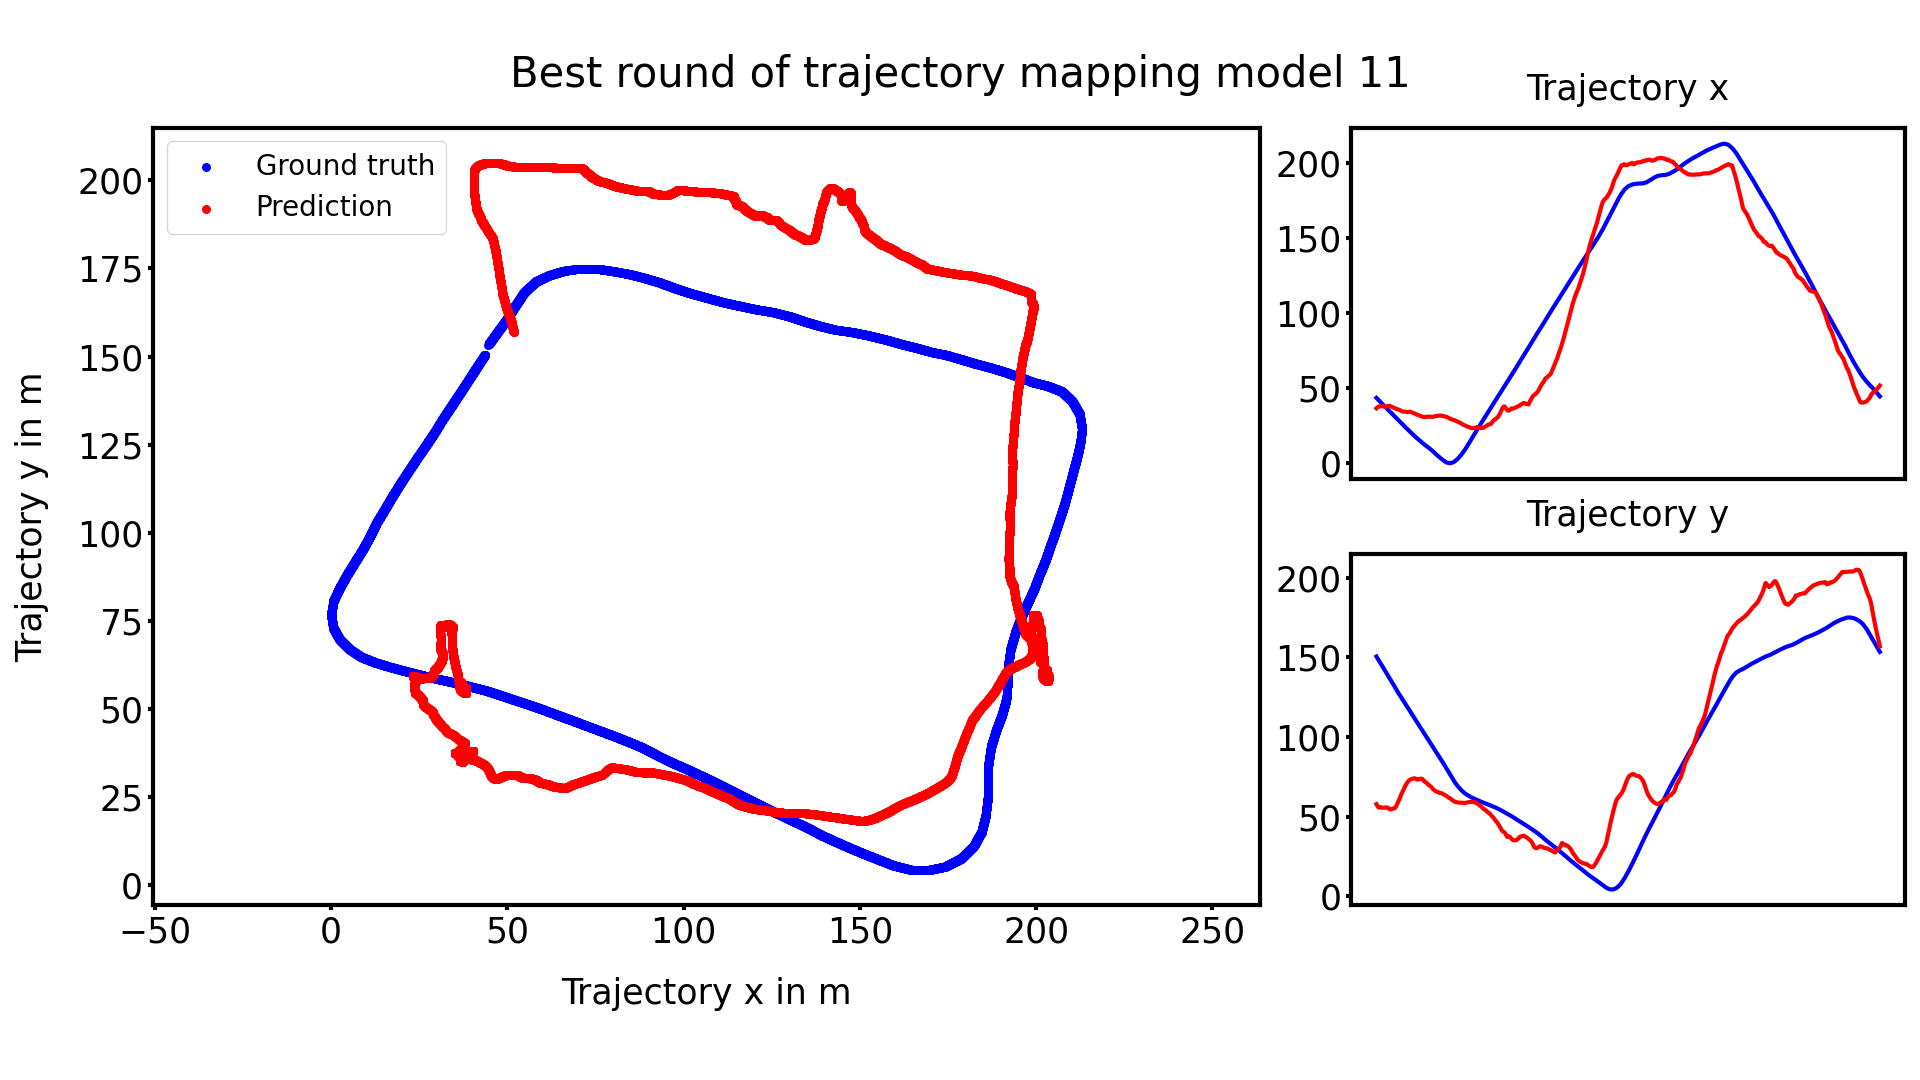 Best round of trajectory mapping model 11
Ground truth
Prediction
200
175
150
125
100
75
50
25
0
Trajectory y in m
−50 0 50 100 150 200 250
Trajectory x in m
Trajectory x
200
150
100
50
0
Trajectory y
200
150
100
50
0